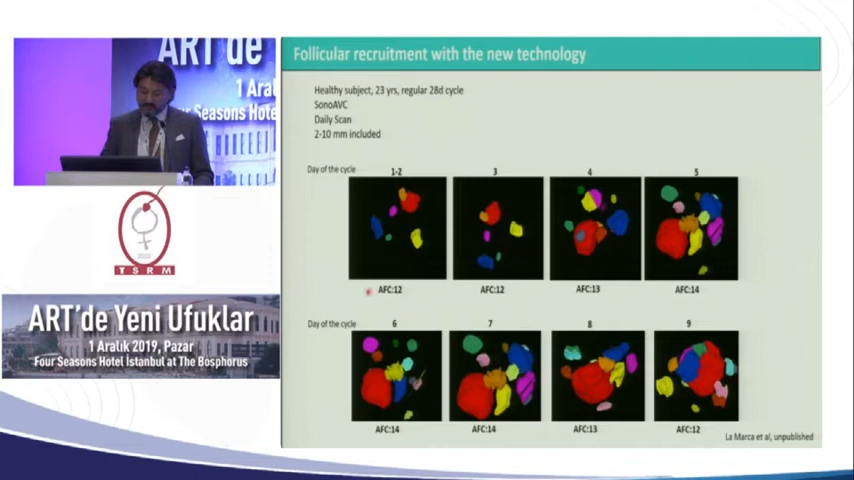 ART'de
1 Aral
Four Seasons Hote
TSRM
ART'de Yeni Ufuklar
1 Aralık 2019, Pazar
Four Seasons Hotel İstanbul at The Bosphorus
Follicular recruitment with the new technology
Healthy subject, 23 yrs, regular 28d cycle
SonoAVC
Daily Scan
2-10 mm included
Day of the cycle 1-2 3 4 5
AFC:12 AFC:12 AFC:13 AFC:14
Day of the cycle 6 7 8 9
AFC:14 AFC:14 AFC:13 AFC:12
La Marca et al, unpublished